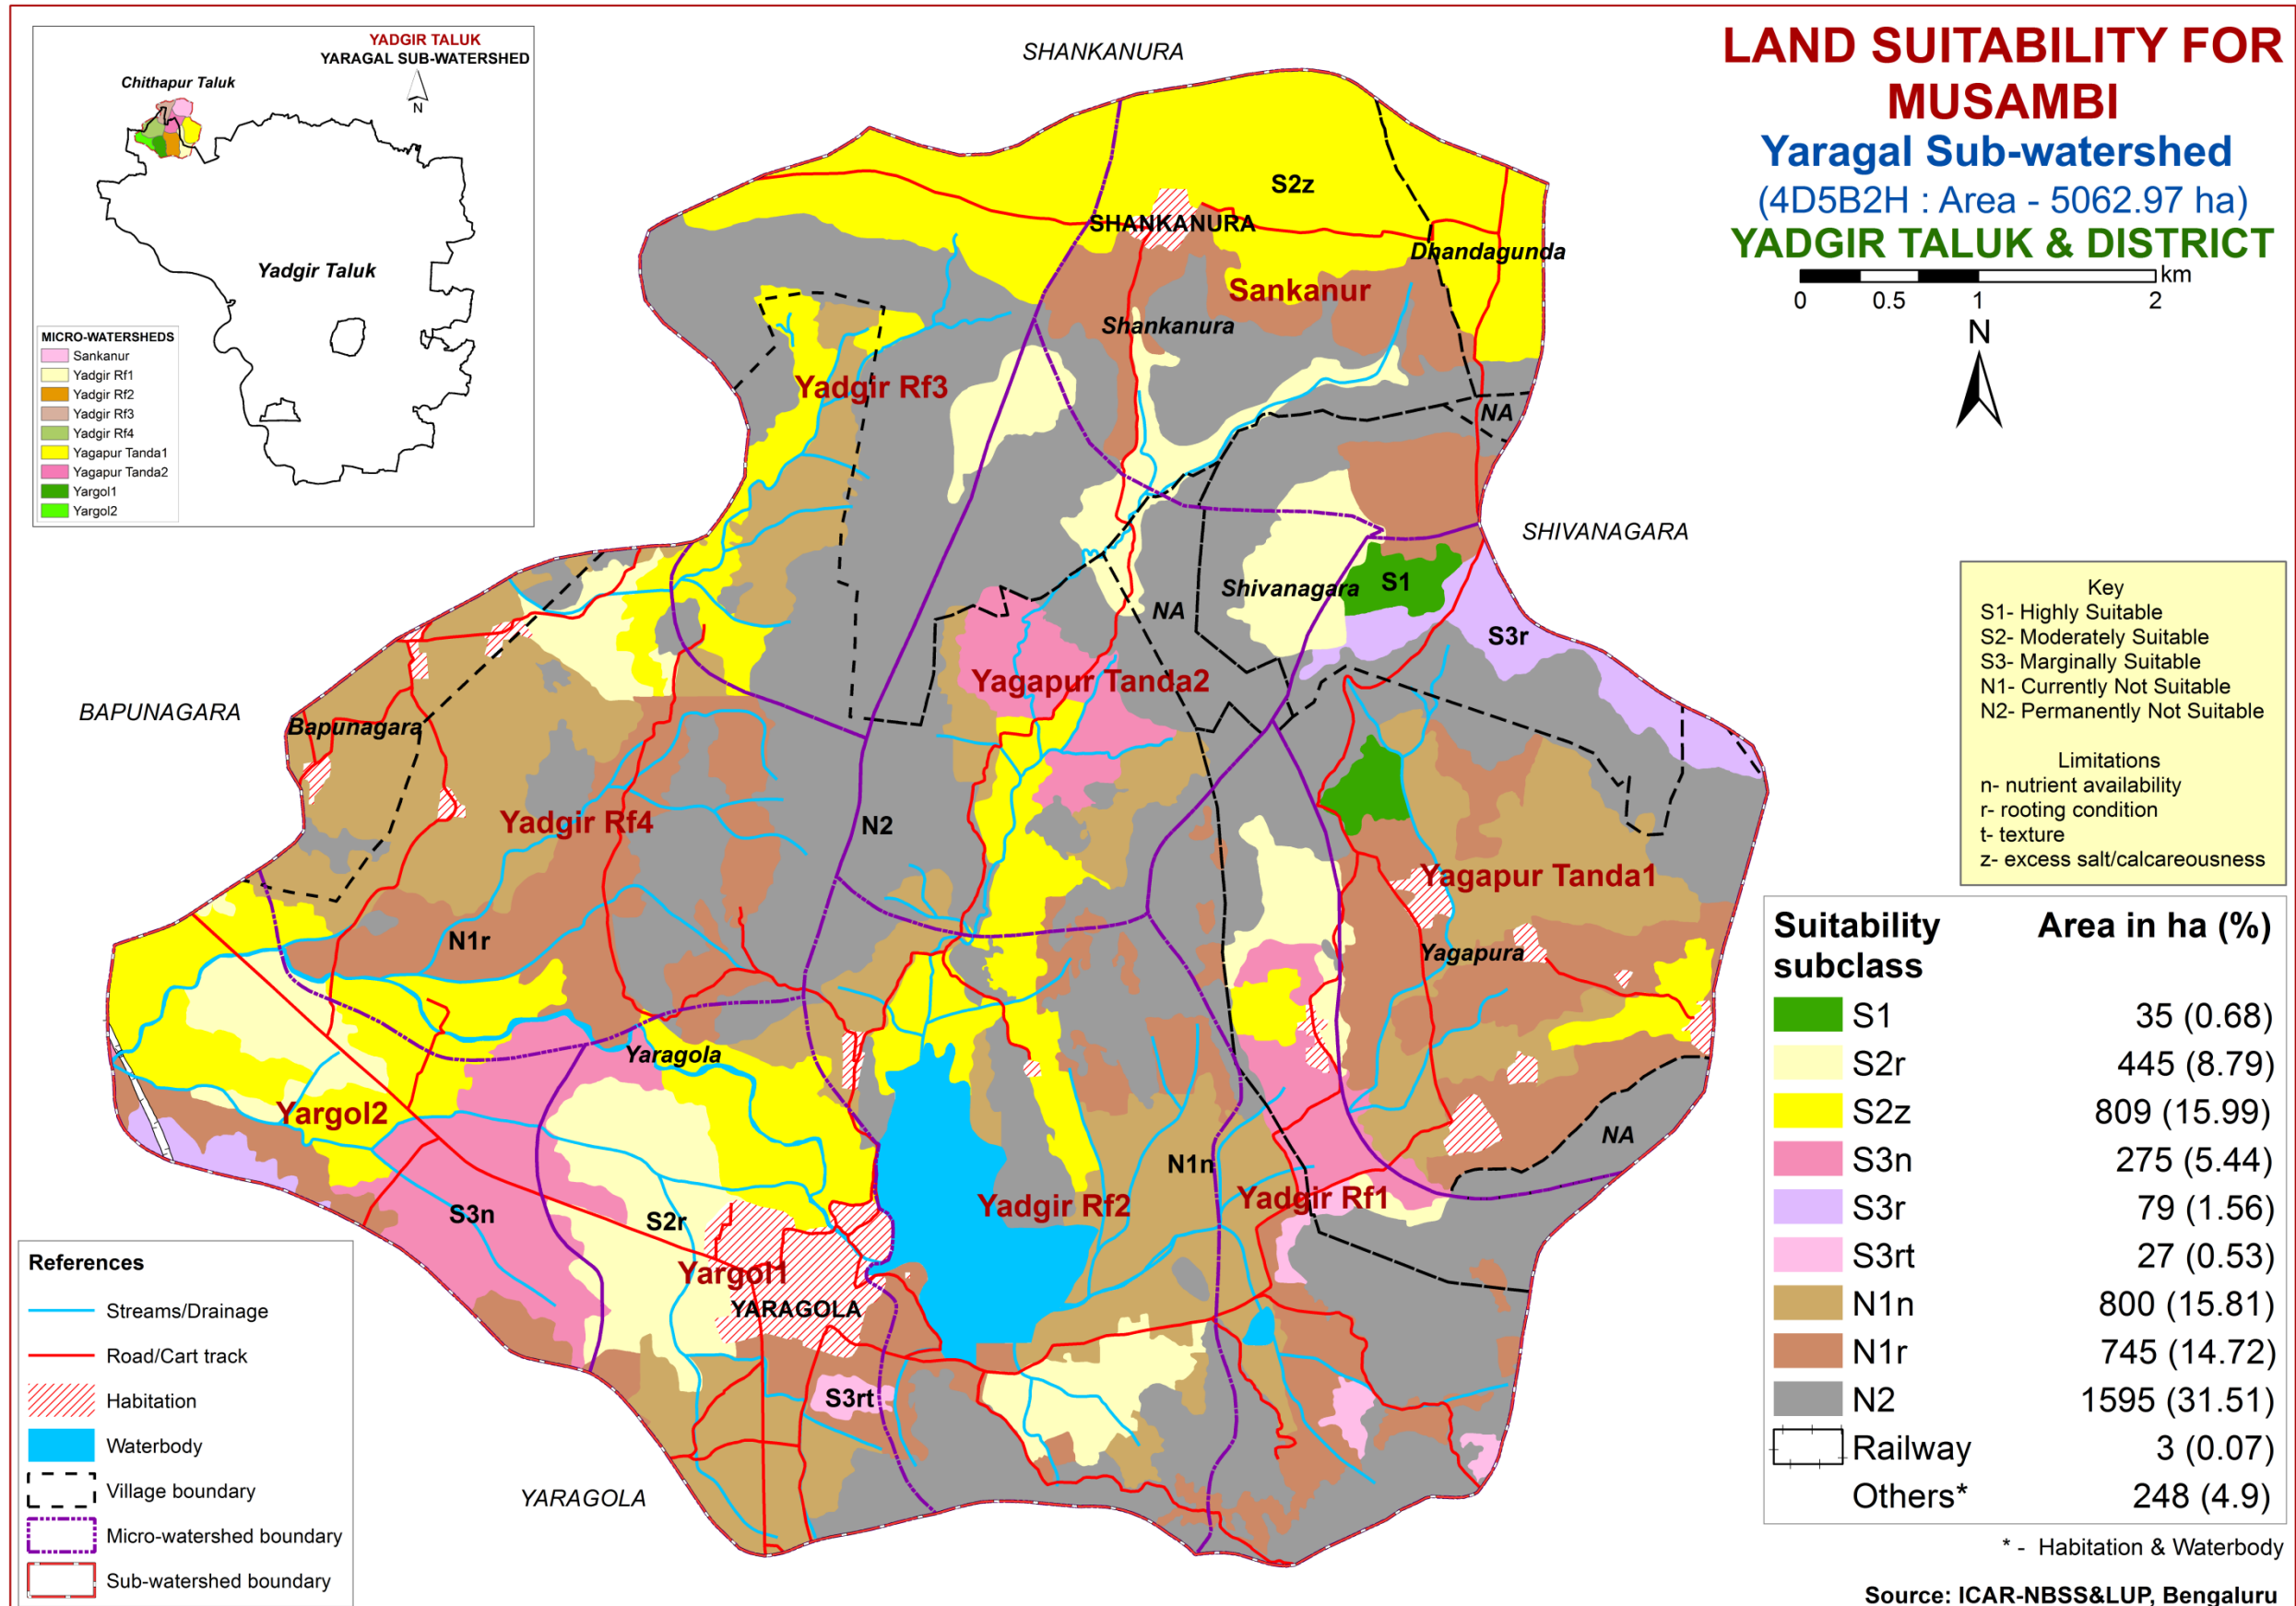 LAND SUITABILITY FOR
MUSAMBI
Yaragal Sub-watershed
(4D5B2H : Area - 5062.97 ha)
YADGIR TALUK & DISTRICT
km
0 0.5 1 2
N
YADGIR TALUK
YARAGAL SUB-WATERSHED
Chithapur Taluk
N
Yadgir Taluk
MICRO-WATERSHEDS
Sankanur
Yadgir Rf1
Yadgir Rf2
Yadgir Rf3
Yadgir Rf4
Yagapur Tanda1
Yagapur Tanda2
Yargol1
Yargol2
SHANKANURA
S2z
SHANKANURA
Dhandagunda
Sankanur
Shankanura
Yadgir Rf3
NA
SHIVANAGARA
S1
Shivanagara
NA
S3r
Yagapur Tanda2
BAPUNAGARA
Bapunagara
Yadgir Rf4
N2
Yagapur Tanda1
N1r
Yagapura
Yaragola
Yargol2
NA
N1n
Yadgir Rf2
Yadgir Rf1
S3n
S2r
Yargol1
YARAGOLA
S3rt
YARAGOLA
Key
S1- Highly Suitable
S2- Moderately Suitable
S3- Marginally Suitable
N1- Currently Not Suitable
N2- Permanently Not Suitable
Limitations
n- nutrient availability
r- rooting condition
t- texture
z- excess salt/calcareousness
Suitability subclass Area in ha (%)
S1 35 (0.68)
S2r 445 (8.79)
S2z 809 (15.99)
S3n 275 (5.44)
S3r 79 (1.56)
S3rt 27 (0.53)
N1n 800 (15.81)
N1r 745 (14.72)
N2 1595 (31.51)
Railway 3 (0.07)
Others* 248 (4.9)
* - Habitation & Waterbody
Source: ICAR-NBSS&LUP, Bengaluru
References
Streams/Drainage
Road/Cart track
Habitation
Waterbody
Village boundary
Micro-watershed boundary
Sub-watershed boundary